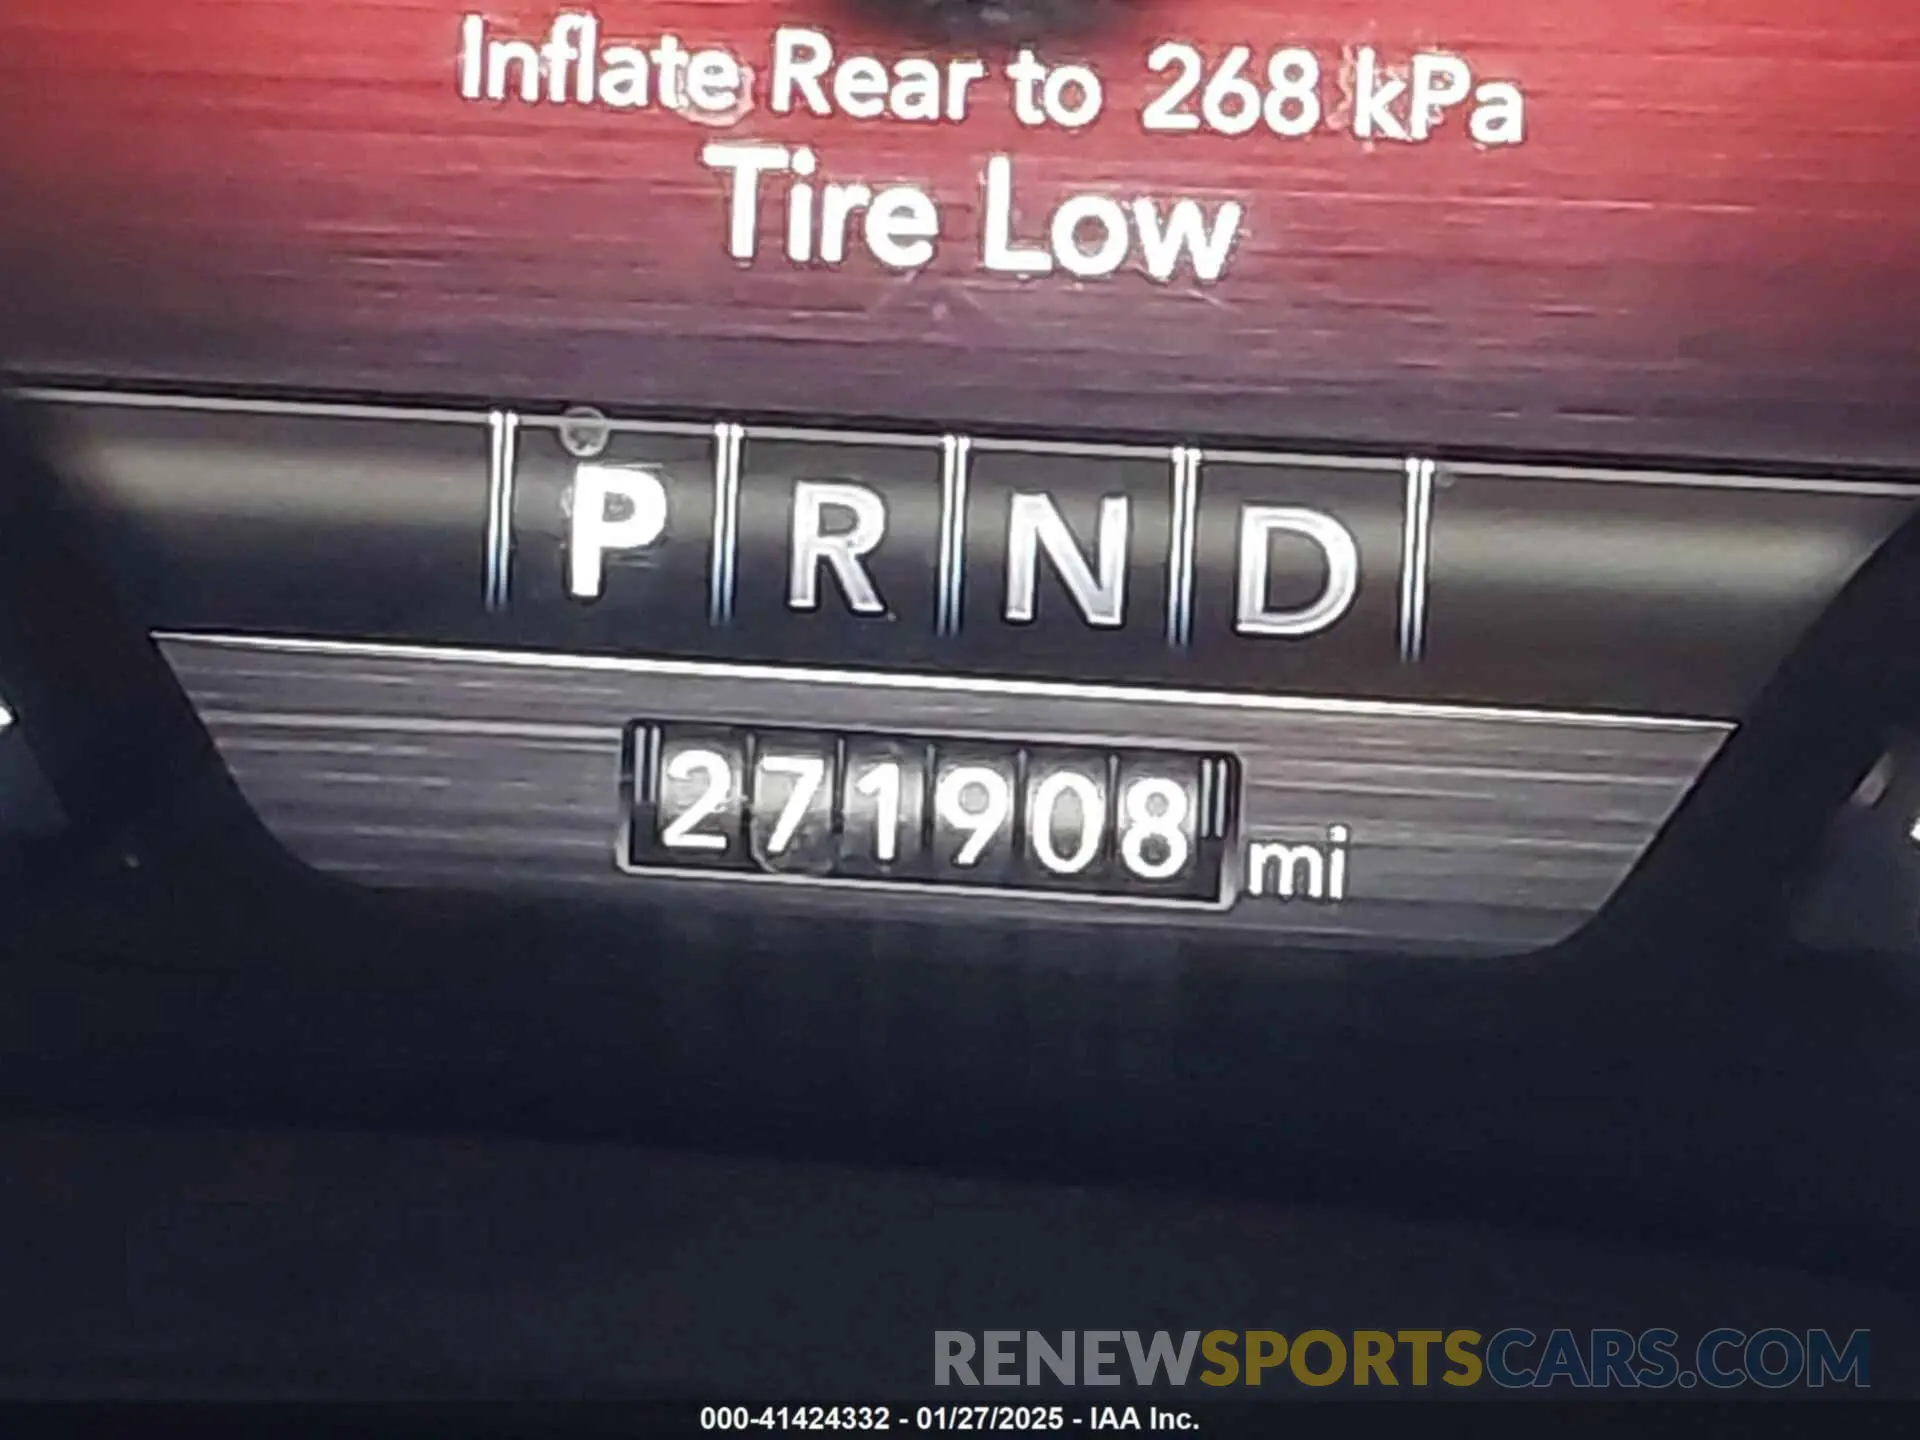 Inflate Rear to 268 kPa
Tire Low
P R N D
271908 mi
RENEWSPORTSCARS.COM
000-41424332 - 01/27/2025 - IAA Inc.